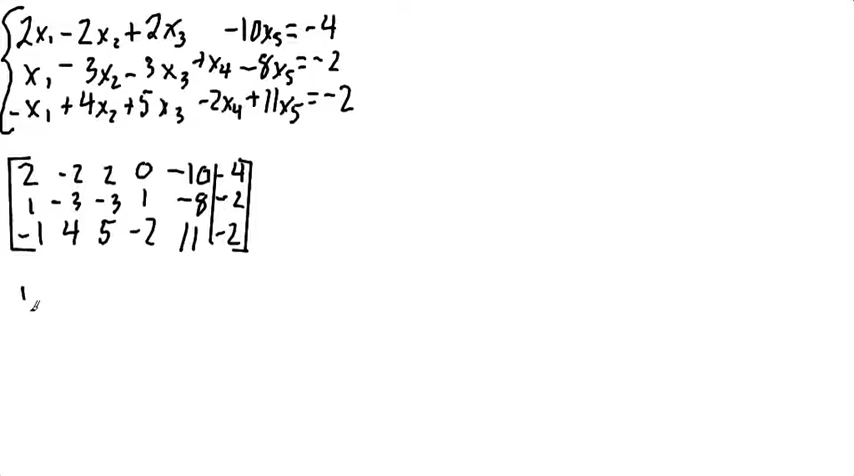 2x₁ - 2x₂ + 2x₃ -10x₅ = -4
x₁ - 3x₂ - 3x₃ + x₄ - 8x₅ = -2
-x₁ + 4x₂ + 5x₃ - 2x₄ + 11x₅ = -2
2 -2 2 0 -10 | -4
1 -3 -3 1 -8 | -2
-1 4 5 -2 11 | -2
1